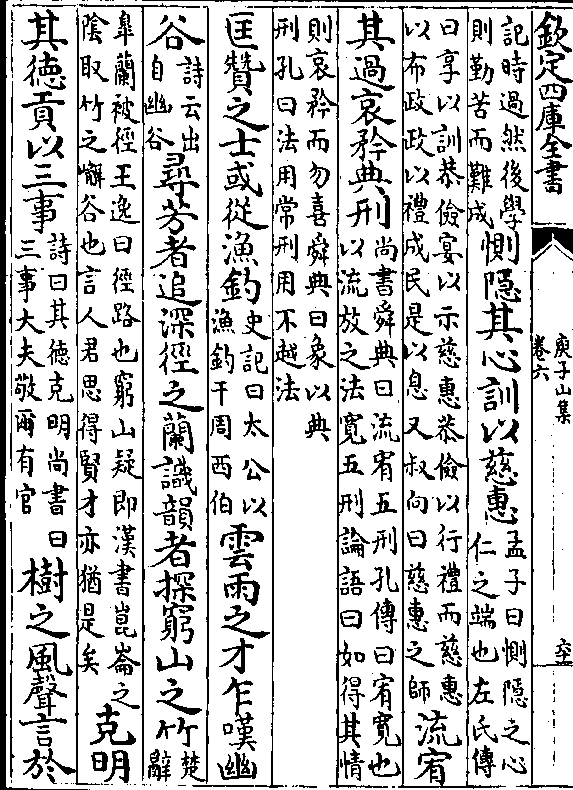 欽定四庫全書
庾子山集
卷六
記時過然後學
則勤苦而難成
惻隱其心訓以慈惠
孟子曰惻隱之心
仁之端也左氏傳
曰享以訓恭儉宴以示慈惠恭儉以行禮而慈惠
以布政政以禮成民是以息又叔向曰慈惠之師
流宥
其過哀矜典刑
尚書舜典曰流宥五刑孔傳曰宥寛也
以流放之法寛五刑論語曰如得其情
則哀矜而勿喜舜典曰象以典
刑孔曰法用常刑用不越法
匡贊之士或從漁釣
史記曰太公以
漁釣干周西伯
雲雨之才乍嘆幽
谷
詩云出
自幽谷
尋芳者追深徑之蘭識韻者探窮山之竹
楚
辭
臯蘭被徑王逸曰徑路也窮山疑即漢書崑崙之
陰取竹之嶰谷也言人君思得賢才亦猶是矣
克明
其德貢以三事
詩曰其德克明尚書曰
三事大夫敬爾有官
樹之風聲言於